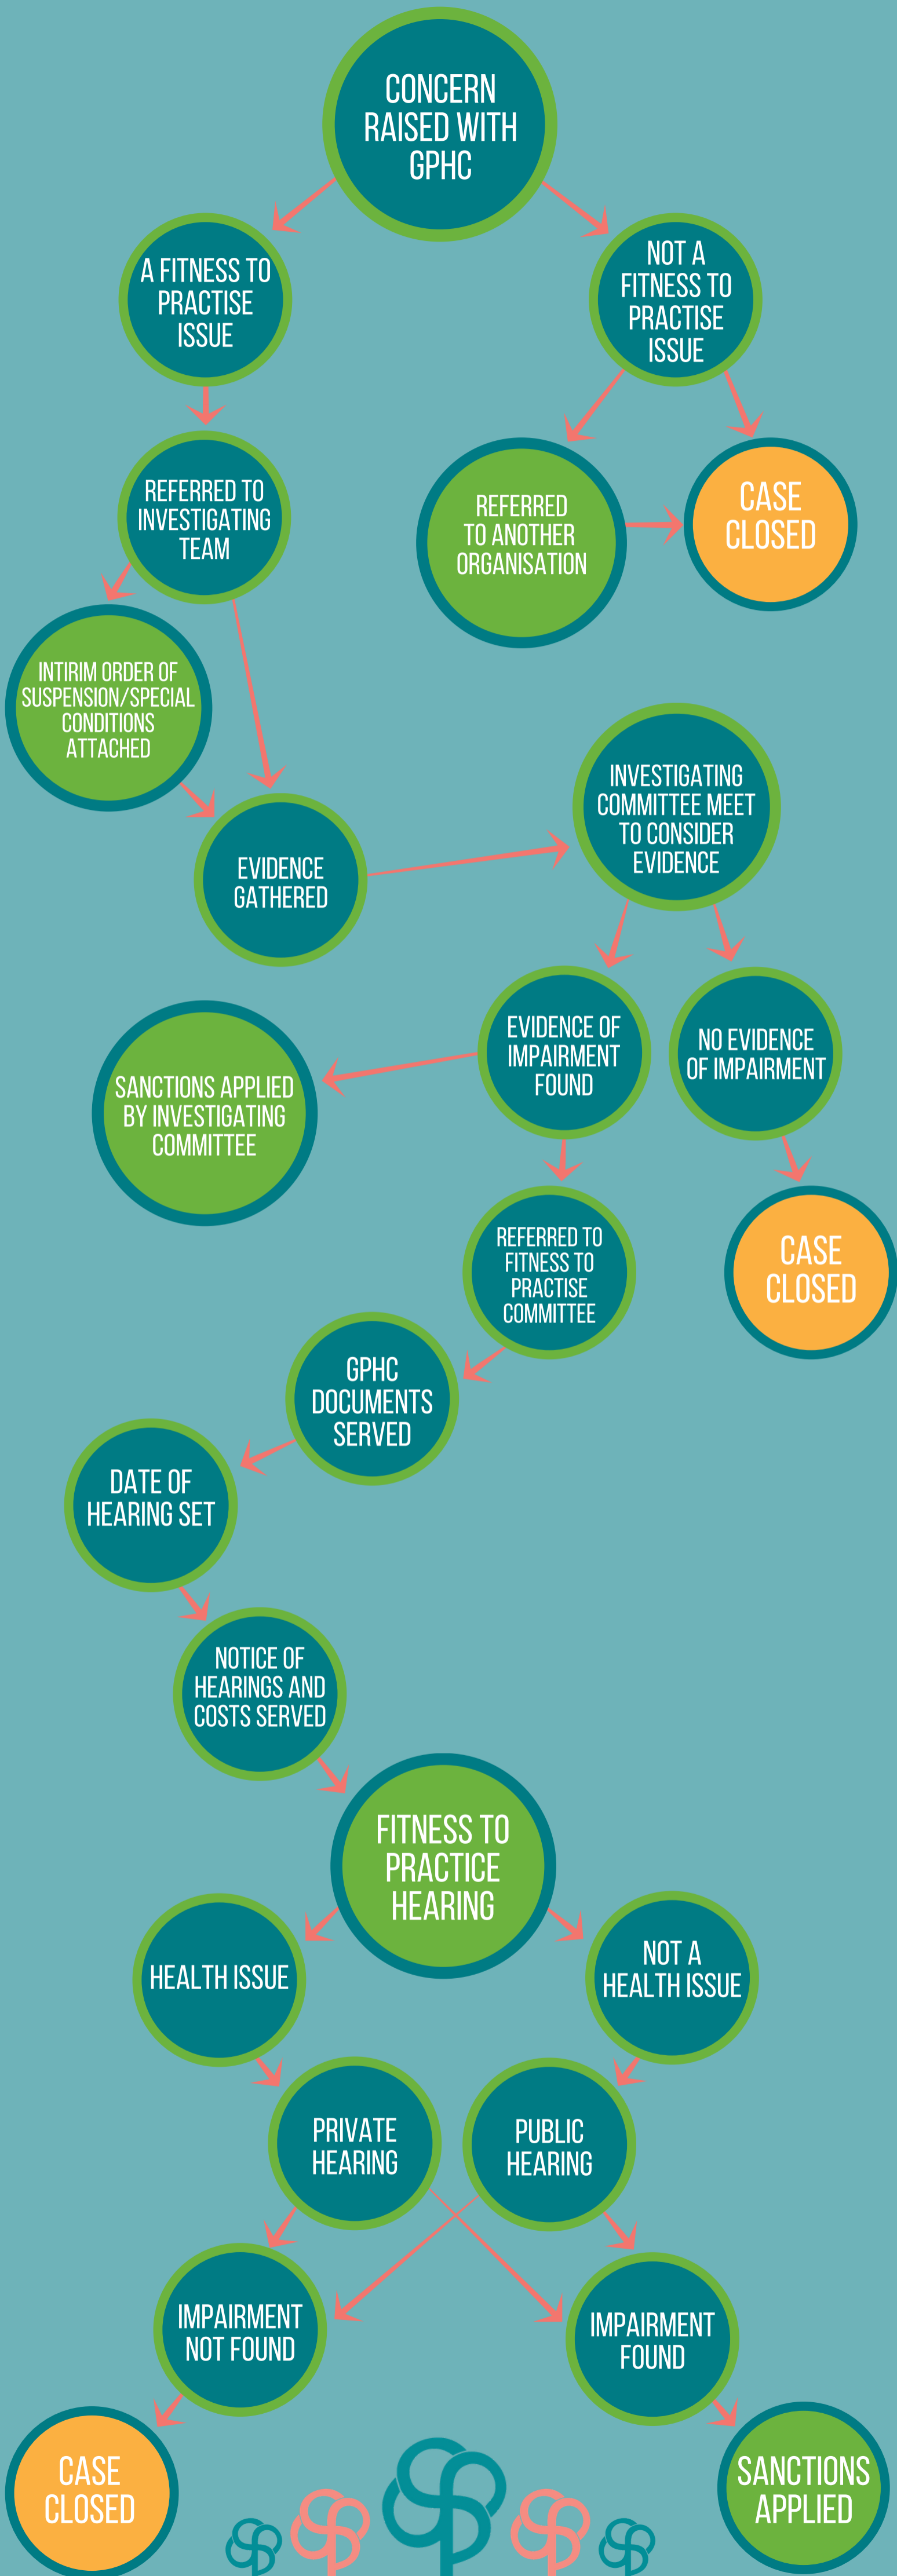 CONCERN
RAISED WITH
GPHC
A FITNESS TO
PRACTISE
ISSUE
NOT A
FITNESS TO
PRACTISE
ISSUE
REFERRED TO
INVESTIGATING
TEAM
REFERRED
TO ANOTHER
ORGANISATION
CASE
CLOSED
INTIRIM ORDER OF
SUSPENSION/SPECIAL
CONDITIONS
ATTACHED
EVIDENCE
GATHERED
INVESTIGATING
COMMITTEE MEET
TO CONSIDER
EVIDENCE
EVIDENCE OF
IMPAIRMENT
FOUND
NO EVIDENCE
OF IMPAIRMENT
SANCTIONS APPLIED
BY INVESTIGATING
COMMITTEE
REFERRED TO
FITNESS TO
PRACTISE
COMMITTEE
CASE
CLOSED
GPHC
DOCUMENTS
SERVED
DATE OF
HEARING SET
NOTICE OF
HEARINGS AND
COSTS SERVED
FITNESS TO
PRACTICE
HEARING
HEALTH ISSUE
NOT A
HEALTH ISSUE
PRIVATE
HEARING
PUBLIC
HEARING
IMPAIRMENT
NOT FOUND
IMPAIRMENT
FOUND
CASE
CLOSED
SANCTIONS
APPLIED